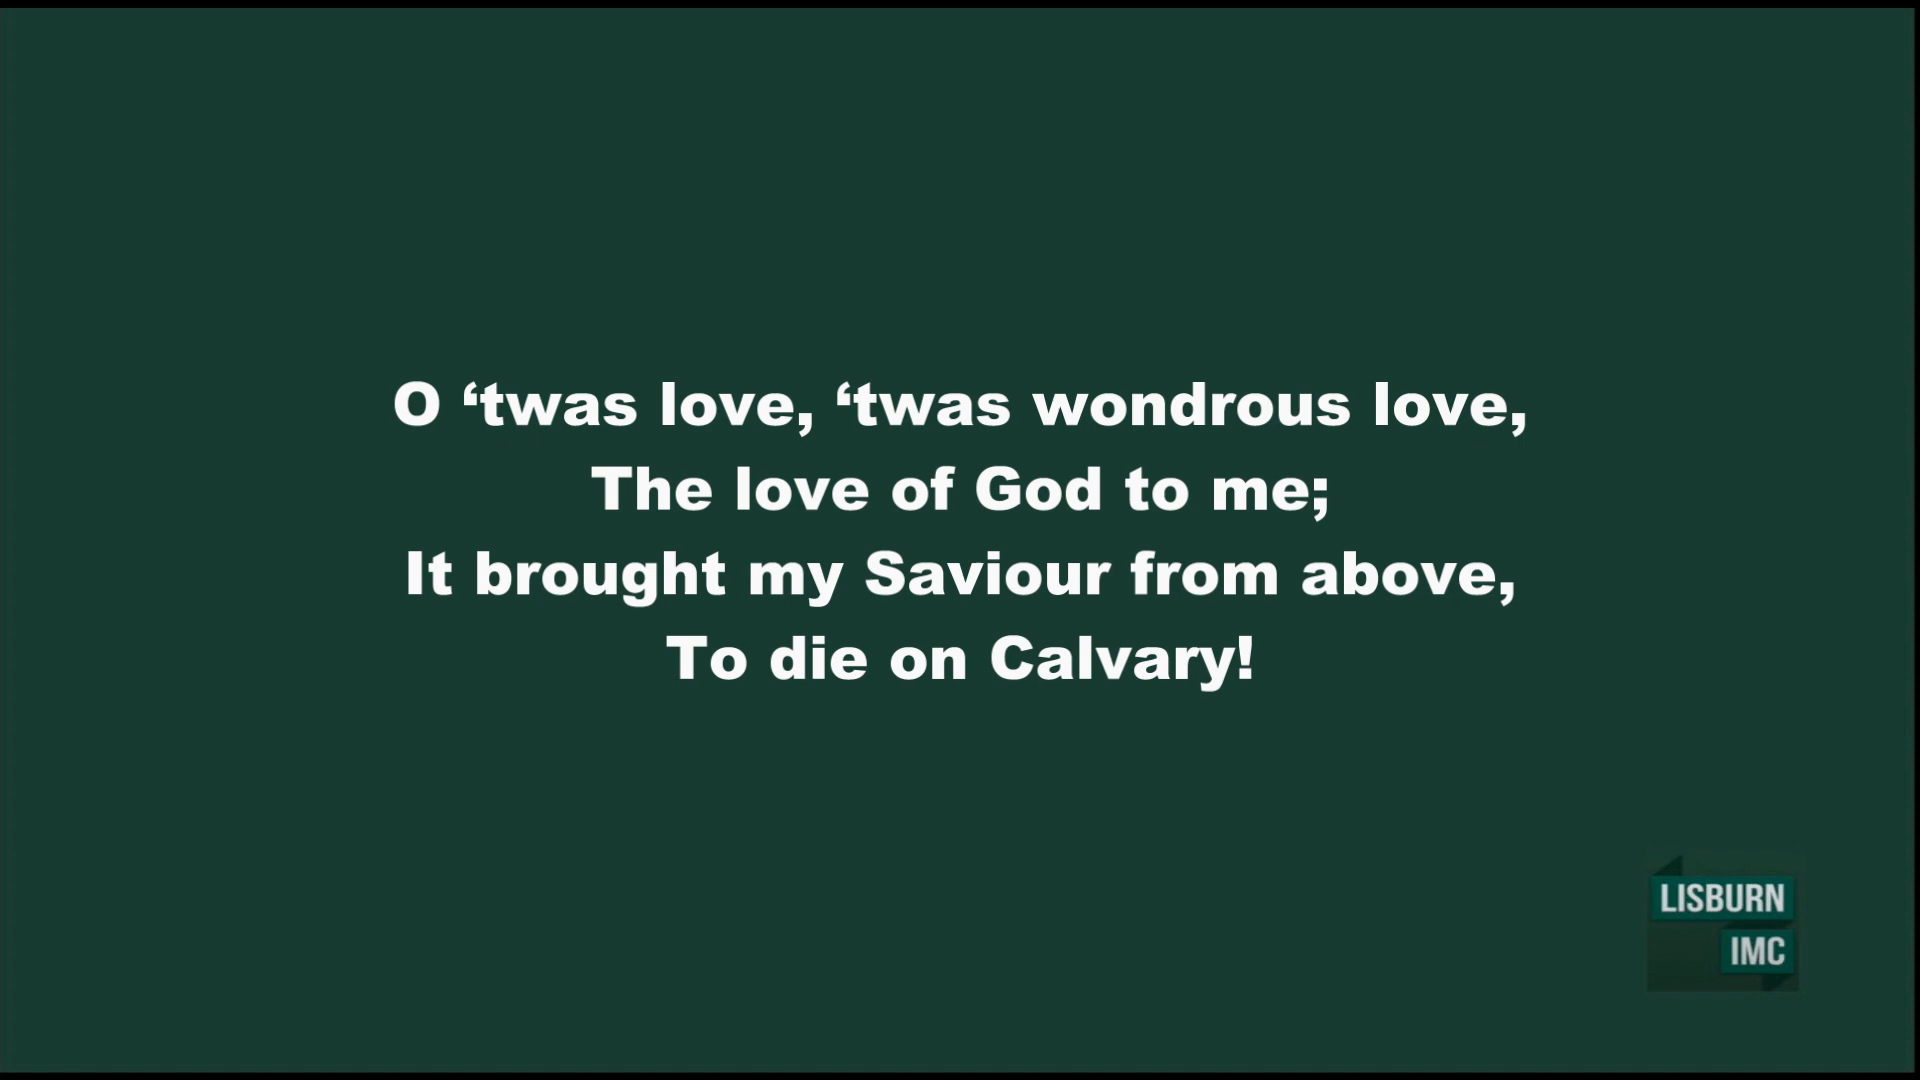 O ‘twas love, ‘twas wondrous love,
The love of God to me;
It brought my Saviour from above,
To die on Calvary!
LISBURN
IMC